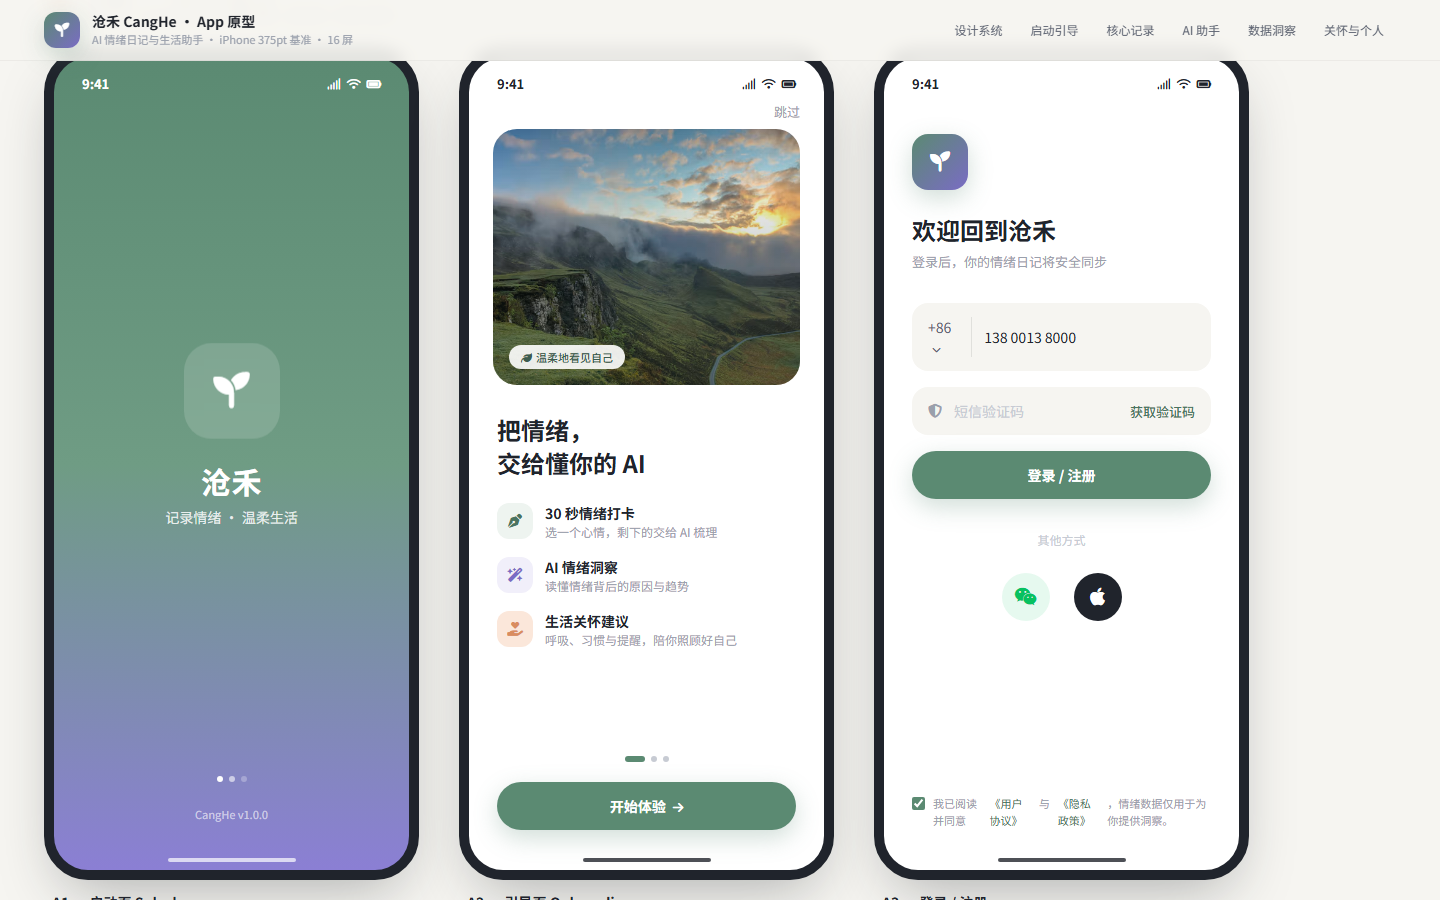 沧禾 CangHe · App 原型
AI 情绪日记与生活助手 · iPhone 375pt 基准 · 16 屏
设计系统
启动引导
核心记录
AI 助手
数据洞察
关怀与个人
9:41
沧禾
记录情绪 · 温柔生活
CangHe v1.0.0
9:41
跳过
温柔地看见自己
把情绪，
交给懂你的 AI
30 秒情绪打卡
选一个心情，剩下的交给 AI 梳理
AI 情绪洞察
读懂情绪背后的原因与趋势
生活关怀建议
呼吸、习惯与提醒，陪你照顾好自己
开始体验 →
9:41
欢迎回到沧禾
登录后，你的情绪日记将安全同步
+86
138 0013 8000
短信验证码
获取验证码
登录 / 注册
其他方式
我已阅读 《用户 与 《隐私 ，情绪数据仅用于为
并同意 协议》 政策》 你提供洞察。